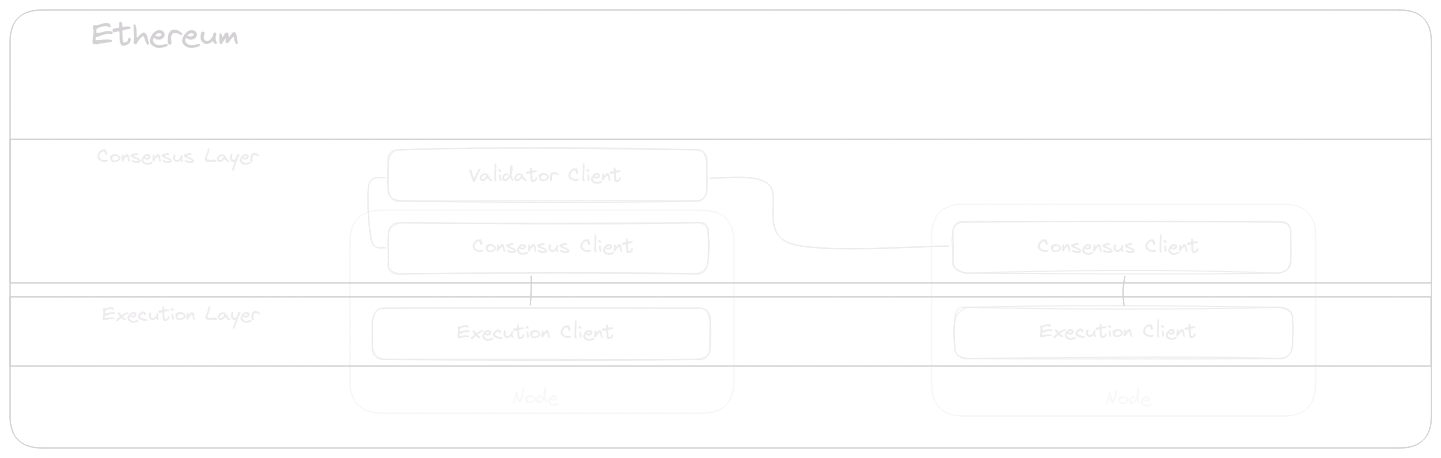 Ethereum
Consensus Layer
Validator Client
Consensus Client
Consensus Client
Execution Layer
Execution Client
Execution Client
Node
Node